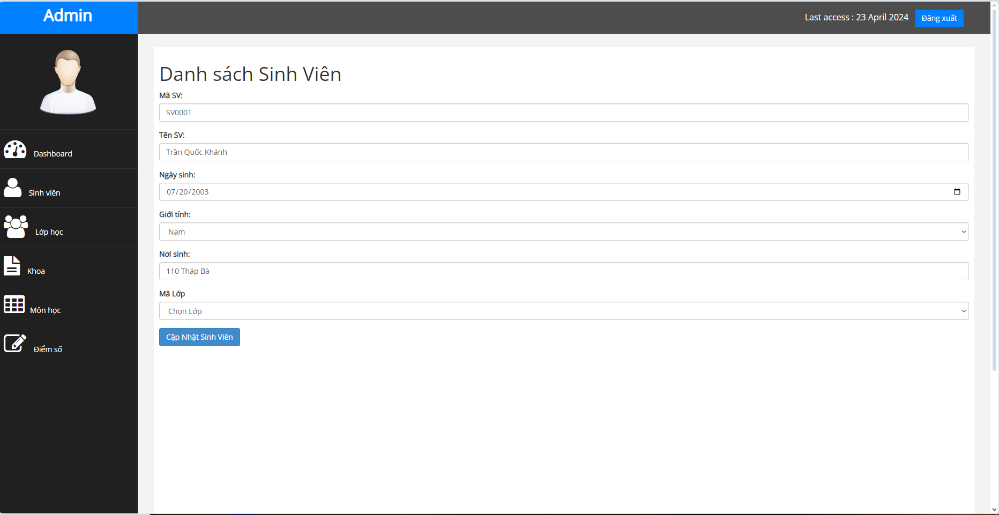 Admin
Last access : 23 April 2024
Đăng xuất
Dashboard
Sinh viên
Lớp học
Khoa
Môn học
Điểm số
Danh sách Sinh Viên
Mã SV:
SV0001
Tên SV:
Trần Quốc Khánh
Ngày sinh:
07/20/2003
Giới tính:
Nam
Nơi sinh:
110 Tháp Bà
Mã Lớp
Chọn Lớp
Cập Nhật Sinh Viên